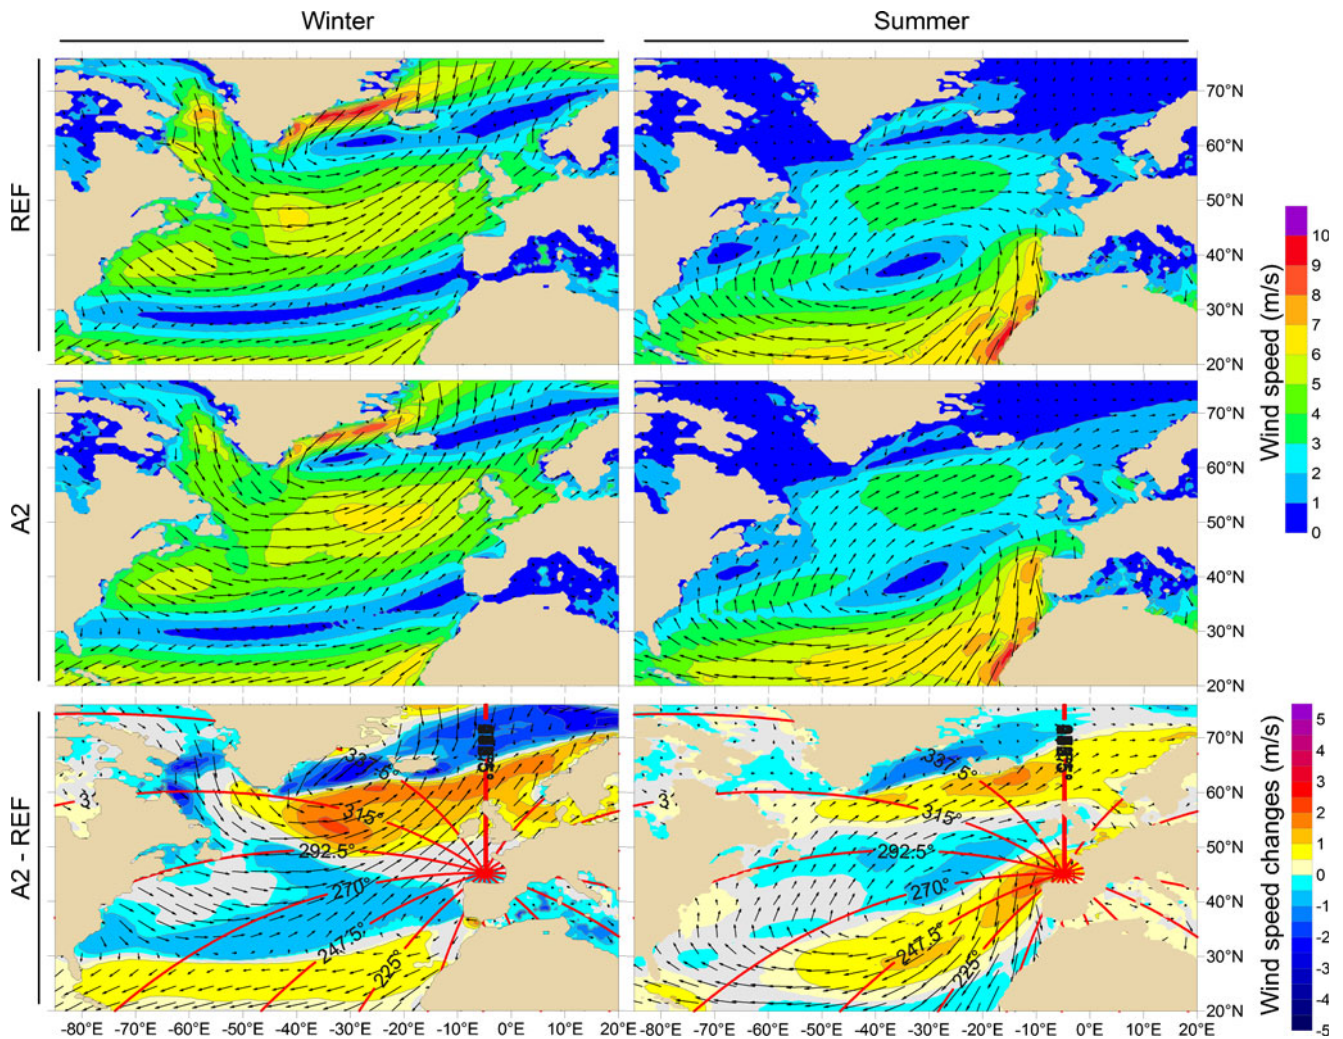 Winter Summer
REF
70°N
60°N
50°N
40°N
30°N
20°N
A2
70°N
60°N
50°N
40°N
30°N
20°N
Wind speed (m/s)
10
9
8
7
6
5
4
3
2
1
0
A2 - REF
337.5°
315°
292.5°
270°
247.5°
225°
3
337.5°
315°
292.5°
270°
247.5°
225°
3
70°N
60°N
50°N
40°N
30°N
20°N
Wind speed changes (m/s)
5
4
3
2
1
0
-1
-2
-3
-4
-5
-80°E -70°E -60°E -50°E -40°E -30°E -20°E -10°E 0°E 10°E 20°E
-80°E -70°E -60°E -50°E -40°E -30°E -20°E -10°E 0°E 10°E 20°E